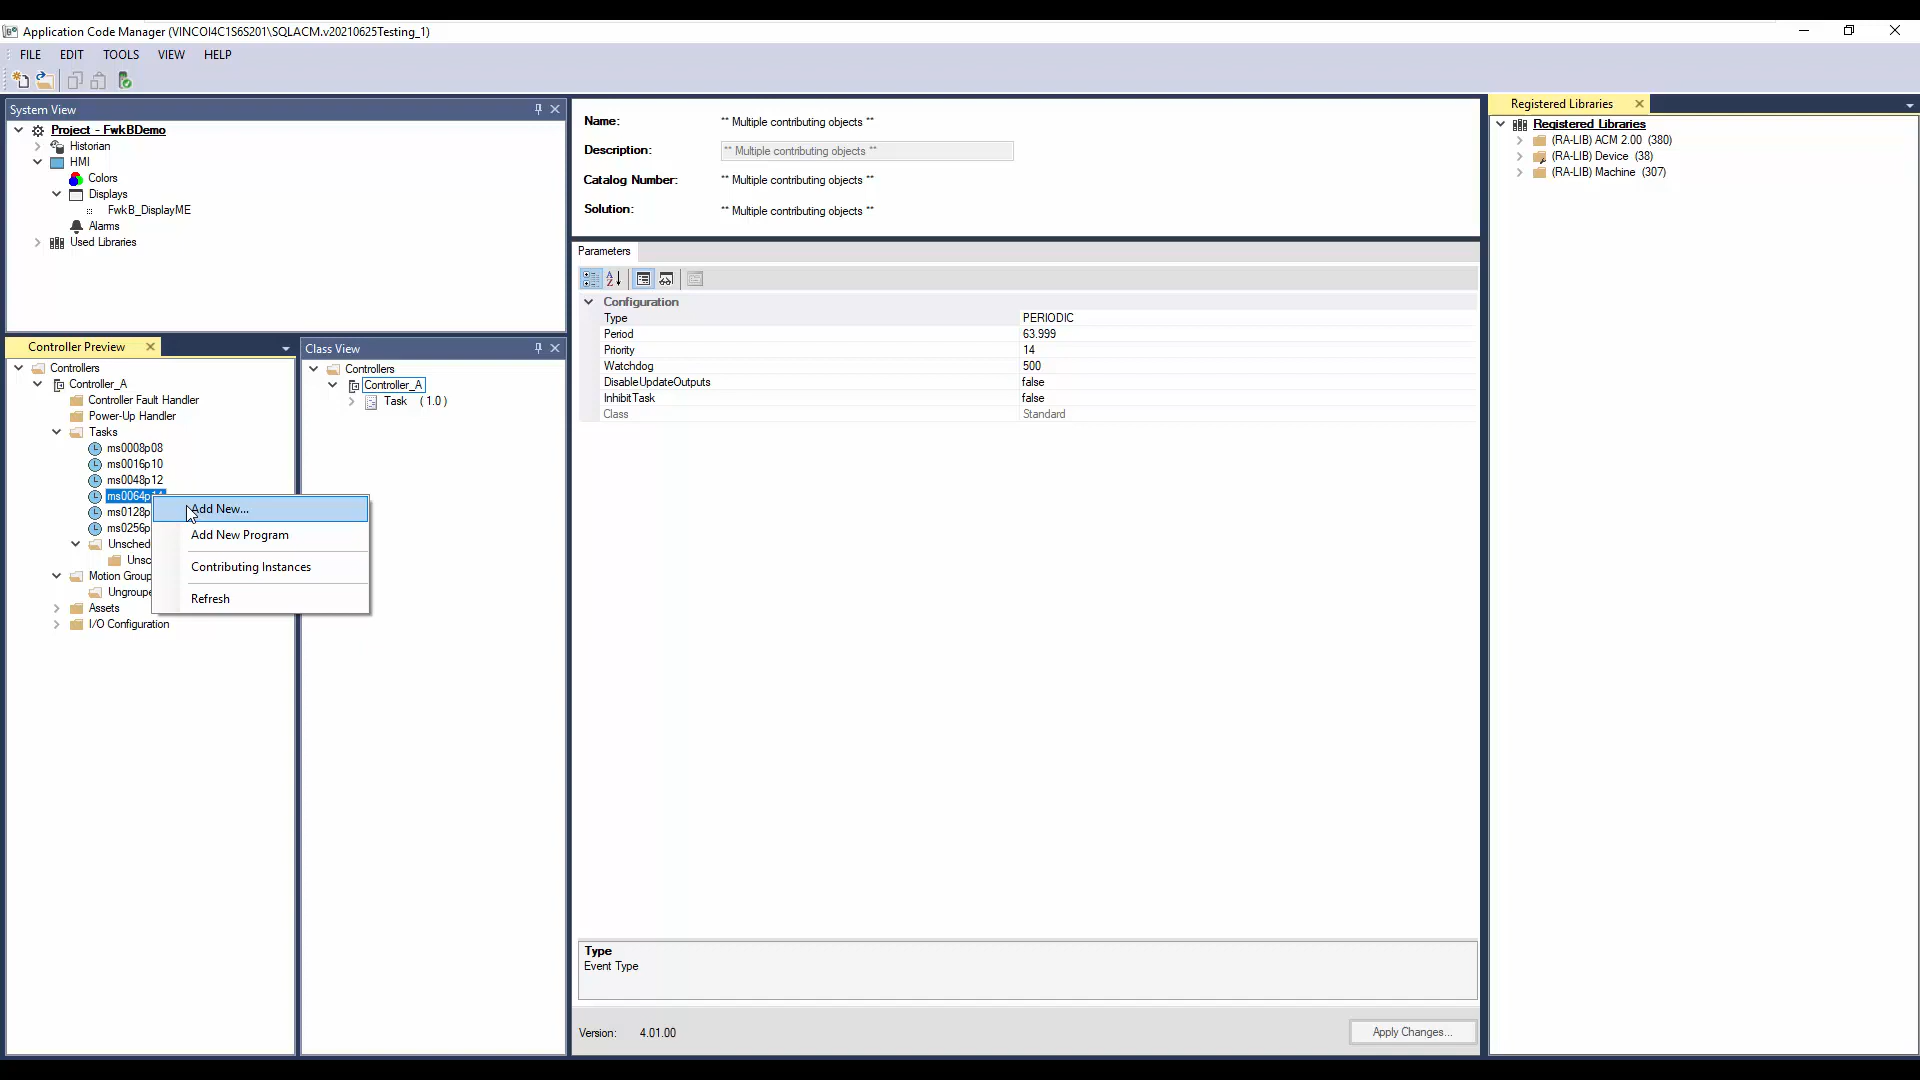 Application Code Manager (VINCOI4C1S6S201\SQLACM.v20210625Testing_1)
FILE EDIT TOOLS VIEW HELP
System View
Project - FwkBDemo
Historian
HMI
Colors
Displays
FwkB_DisplayME
Alarms
Used Libraries
Controller Preview
Controllers
Controller_A
Controller Fault Handler
Power-Up Handler
Tasks
ms0008p08
ms0016p10
ms0048p12
ms0064p14
ms0128p
ms0256p
Unsched
Unsc
Motion Group
Ungroupe
Assets
I/O Configuration
Add New...
Add New Program
Contributing Instances
Refresh
Class View
Controllers
Controller_A
Task (1.0)
Name: ** Multiple contributing objects **
Description: ** Multiple contributing objects **
Catalog Number: ** Multiple contributing objects **
Solution: ** Multiple contributing objects **
Parameters
Configuration
Type PERIODIC
Period 63.999
Priority 14
Watchdog 500
DisableUpdateOutputs false
InhibitTask false
Class Standard
Type
Event Type
Version: 4.01.00
Apply Changes...
Registered Libraries
Registered Libraries
(RA-LIB) ACM 2.00 (380)
(RA-LIB) Device (38)
(RA-LIB) Machine (307)